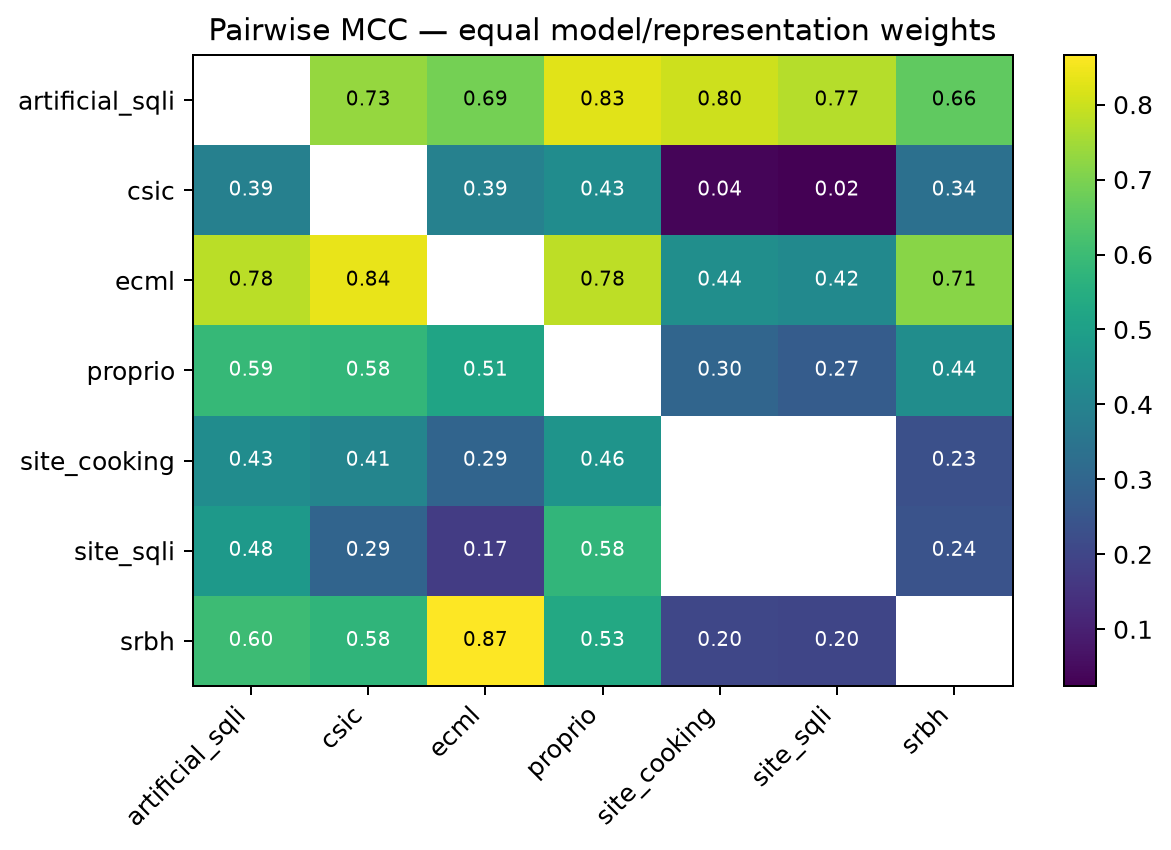 Pairwise MCC — equal model/representation weights
artificial_sqli 0.73 0.69 0.83 0.80 0.77 0.66
csic 0.39 0.39 0.43 0.04 0.02 0.34
ecml 0.78 0.84 0.78 0.44 0.42 0.71
proprio 0.59 0.58 0.51 0.30 0.27 0.44
site_cooking 0.43 0.41 0.29 0.46 0.23
site_sqli 0.48 0.29 0.17 0.58 0.24
srbh 0.60 0.58 0.87 0.53 0.20 0.20
artificial_sqli csic ecml proprio site_cooking site_sqli srbh
0.8
0.7
0.6
0.5
0.4
0.3
0.2
0.1